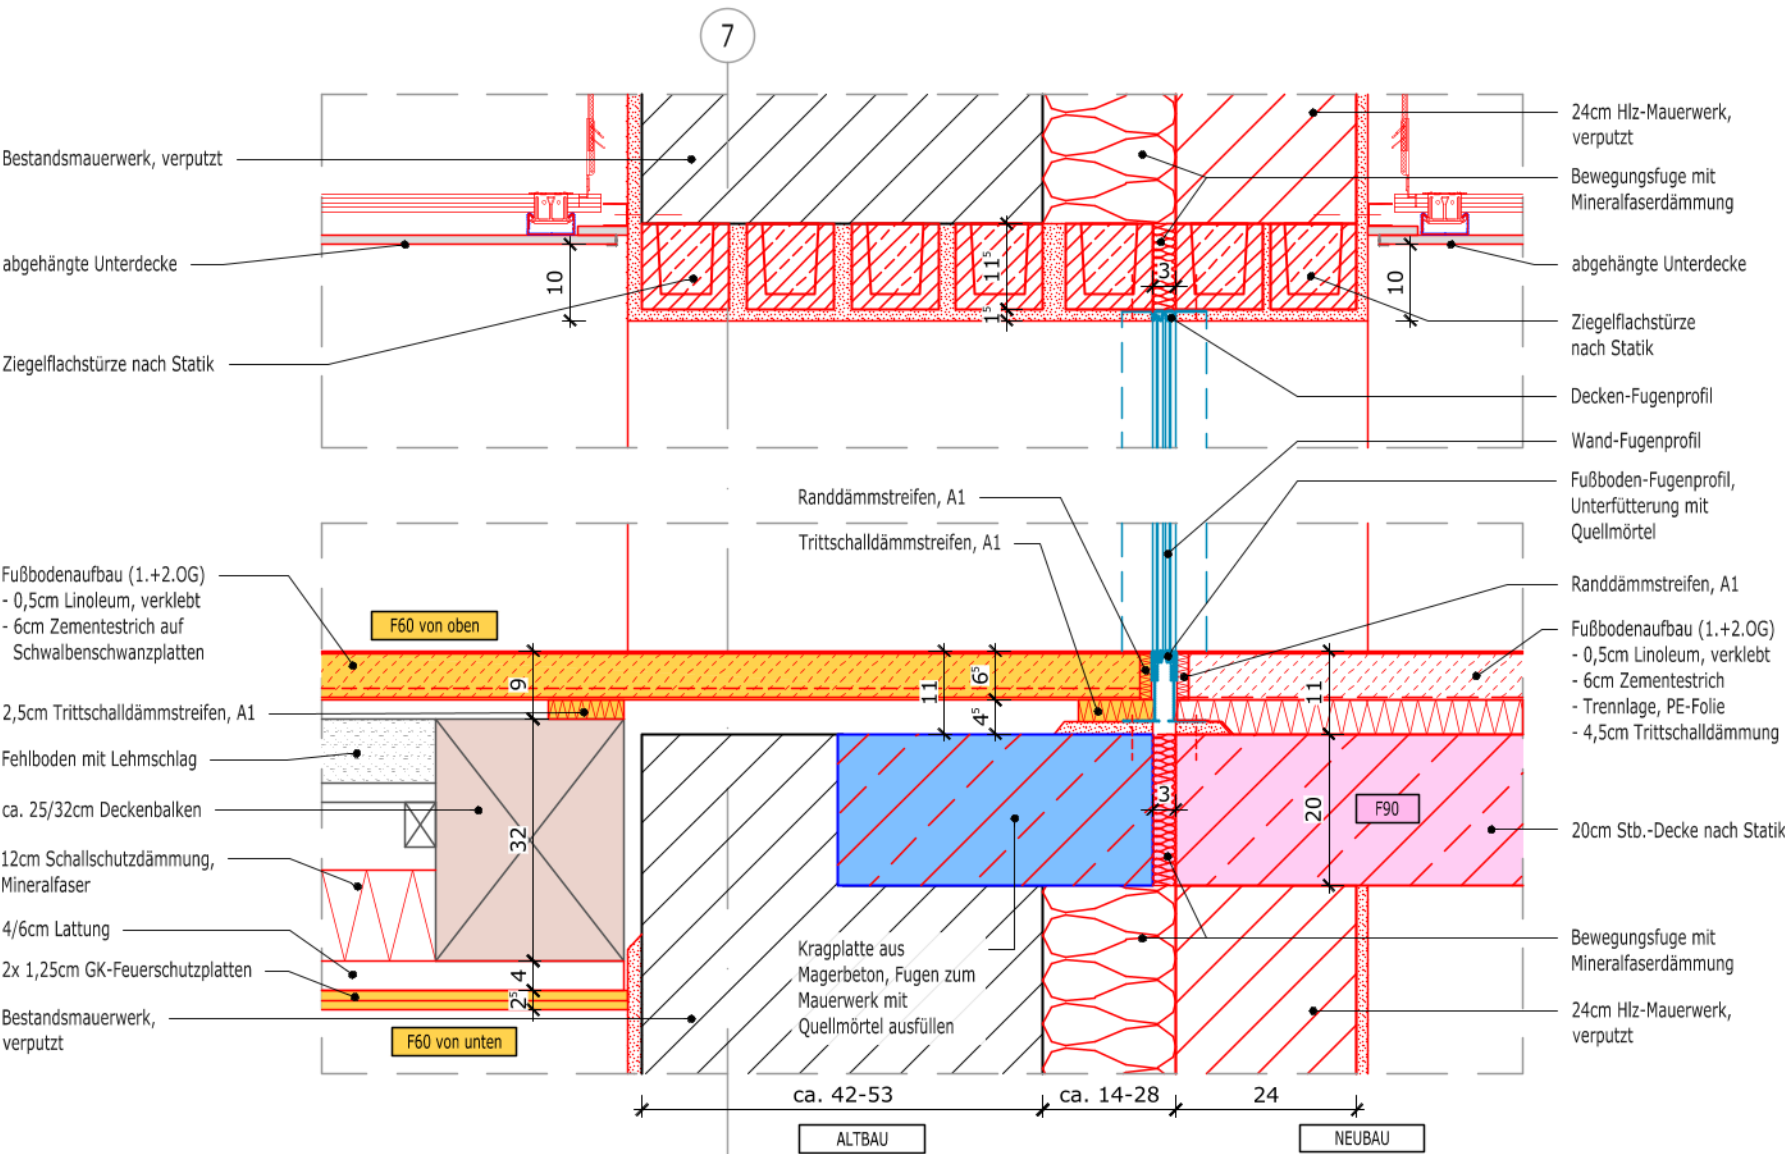 7
Bestandsmauerwerk, verputzt
abgehängte Unterdecke
Ziegelflachstürze nach Statik
10
11⁵
1⁵
3
10
24cm Hlz-Mauerwerk,
verputzt
Bewegungsfuge mit
Mineralfaserdämmung
abgehängte Unterdecke
Ziegelflachstürze
nach Statik
Decken-Fugenprofil
Wand-Fugenprofil
Fußboden-Fugenprofil,
Unterfütterung mit
Quellmörtel
Randdämmstreifen, A1
Trittschalldämmstreifen, A1
Randdämmstreifen, A1
Fußbodenaufbau (1.+2.OG)
- 0,5cm Linoleum, verklebt
- 6cm Zementestrich auf
Schwalbenschwanzplatten
F60 von oben
2,5cm Trittschalldämmstreifen, A1
Fehlboden mit Lehmschlag
ca. 25/32cm Deckenbalken
12cm Schallschutzdämmung,
Mineralfaser
4/6cm Lattung
2x 1,25cm GK-Feuerschutzplatten
Bestandsmauerwerk,
verputzt
F60 von unten
9
32
4
2⁵
11
6⁵
4⁵
3
11
20
F90
Fußbodenaufbau (1.+2.OG)
- 0,5cm Linoleum, verklebt
- 6cm Zementestrich
- Trennlage, PE-Folie
- 4,5cm Trittschalldämmung
20cm Stb.-Decke nach Statik
Kragplatte aus
Magerbeton, Fugen zum
Mauerwerk mit
Quellmörtel ausfüllen
Bewegungsfuge mit
Mineralfaserdämmung
24cm Hlz-Mauerwerk,
verputzt
ca. 42-53
ca. 14-28
24
ALTBAU
NEUBAU